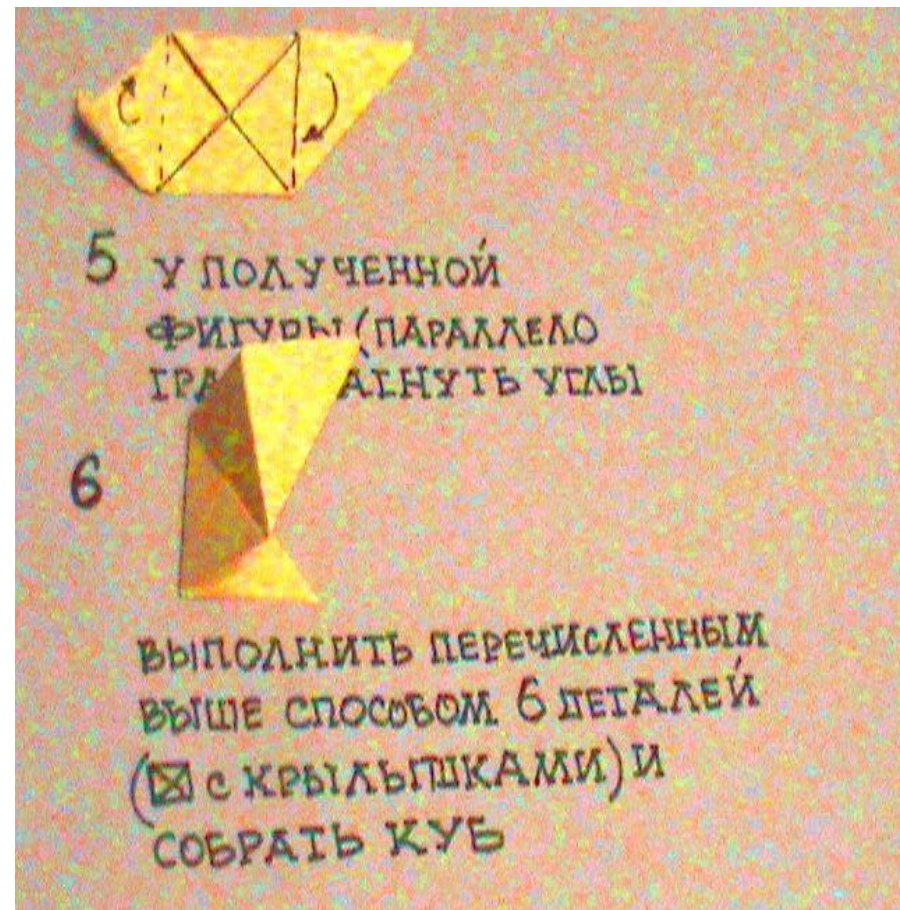 5 У ПОЛУЧЕННОЙ
ФИГУРЫ (ПАРАЛЛЕЛО
УГЛЫ
6
ВЫПОЛНИТЬ ПЕРЕЧИСЛЕННЫМ
ВЫШЕ СПОСОБОМ 6 ДЕТАЛЕЙ
(☒ С КРЫЛЫШКАМИ) И
СОБРАТЬ КУБ